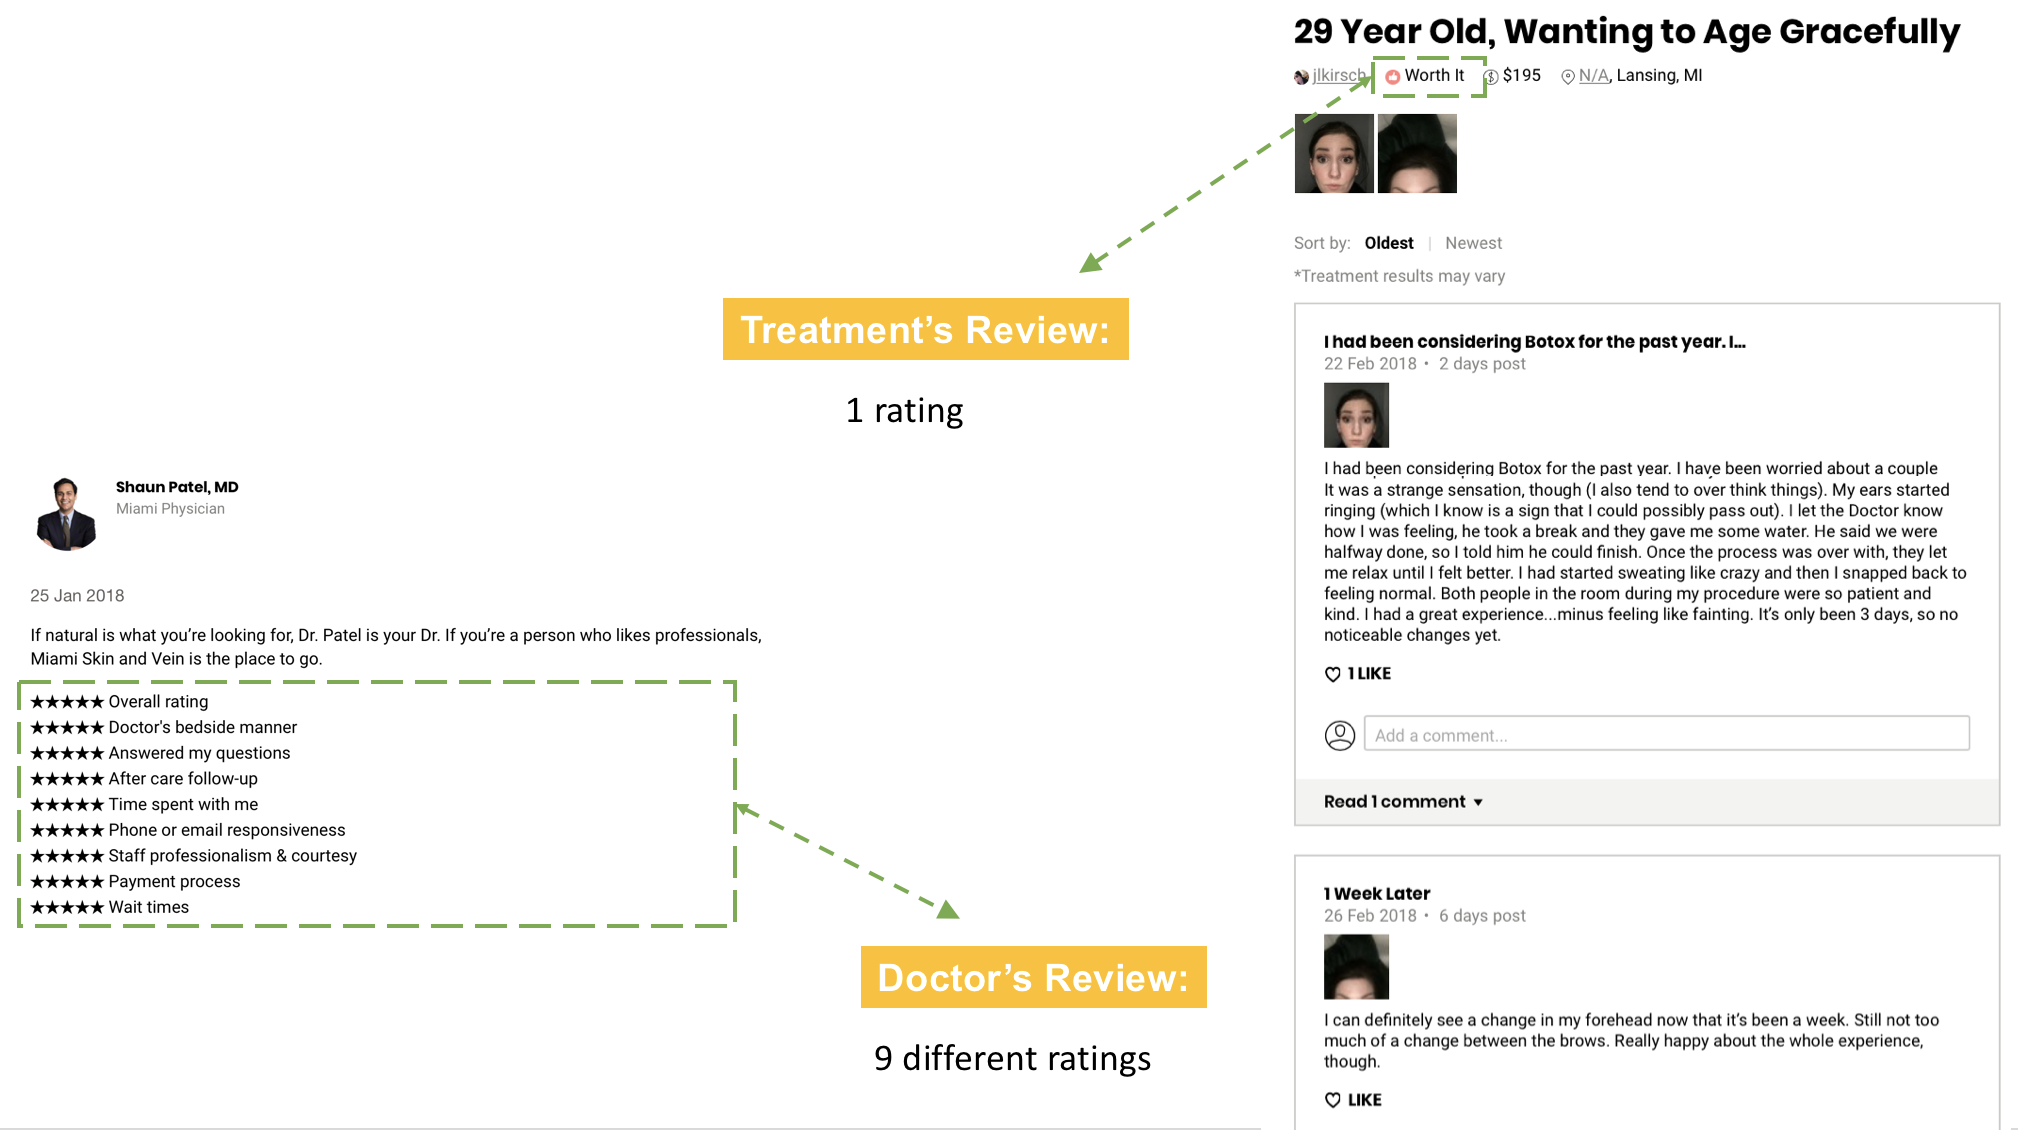 29 Year Old, Wanting to Age Gracefully
jlkirsch Worth It $195 N/A, Lansing, MI
Sort by: Oldest | Newest
*Treatment results may vary
Treatment’s Review:
1 rating
I had been considering Botox for the past year. I...
22 Feb 2018 • 2 days post
I had been considering Botox for the past year. I have been worried about a couple
It was a strange sensation, though (I also tend to over think things). My ears started
ringing (which I know is a sign that I could possibly pass out). I let the Doctor know
how I was feeling, he took a break and they gave me some water. He said we were
halfway done, so I told him he could finish. Once the process was over with, they let
me relax until I felt better. I had started sweating like crazy and then I snapped back to
feeling normal. Both people in the room during my procedure were so patient and
kind. I had a great experience...minus feeling like fainting. It’s only been 3 days, so no
noticeable changes yet.
1 LIKE
Add a comment...
Read 1 comment
1 Week Later
26 Feb 2018 • 6 days post
I can definitely see a change in my forehead now that it’s been a week. Still not too
much of a change between the brows. Really happy about the whole experience,
though.
LIKE
Shaun Patel, MD
Miami Physician
25 Jan 2018
If natural is what you’re looking for, Dr. Patel is your Dr. If you’re a person who likes professionals,
Miami Skin and Vein is the place to go.
★★★★★ Overall rating
★★★★★ Doctor's bedside manner
★★★★★ Answered my questions
★★★★★ After care follow-up
★★★★★ Time spent with me
★★★★★ Phone or email responsiveness
★★★★★ Staff professionalism & courtesy
★★★★★ Payment process
★★★★★ Wait times
Doctor’s Review:
9 different ratings